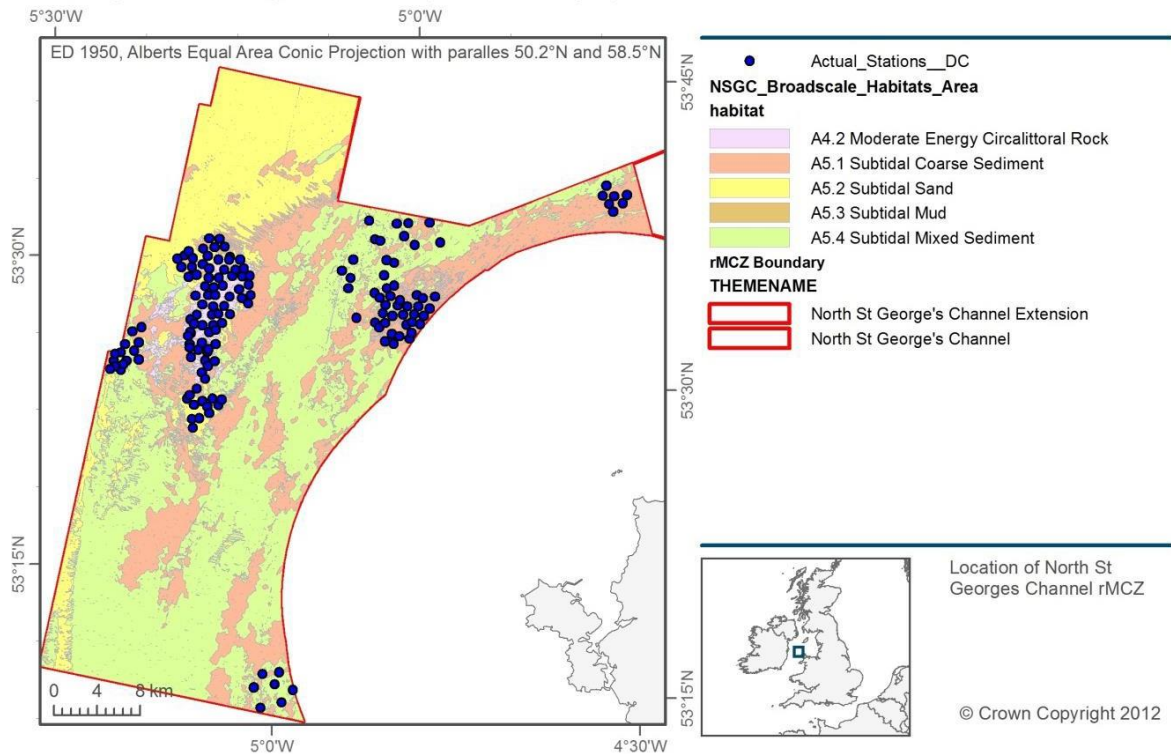 5°30'W
5°0'W
ED 1950, Alberts Equal Area Conic Projection with paralles 50.2°N and 58.5°N
53°45'N
53°30'N
53°30'N
53°15'N
53°15'N
0 4 8 km
5°0'W
4°30'W
Actual_Stations__DC
NSGC_Broadscale_Habitats_Area
habitat
A4.2 Moderate Energy Circalittoral Rock
A5.1 Subtidal Coarse Sediment
A5.2 Subtidal Sand
A5.3 Subtidal Mud
A5.4 Subtidal Mixed Sediment
rMCZ Boundary
THEMENAME
North St George's Channel Extension
North St George's Channel
Location of North St
Georges Channel rMCZ
© Crown Copyright 2012